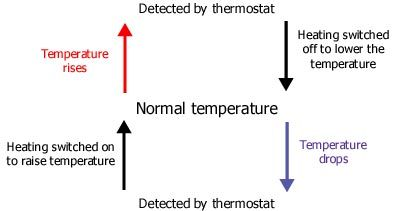 Detected by thermostat
Temperature
rises
Heating switched
off to lower the
temperature
Normal temperature
Heating switched on
to raise temperature
Temperature
drops
Detected by thermostat